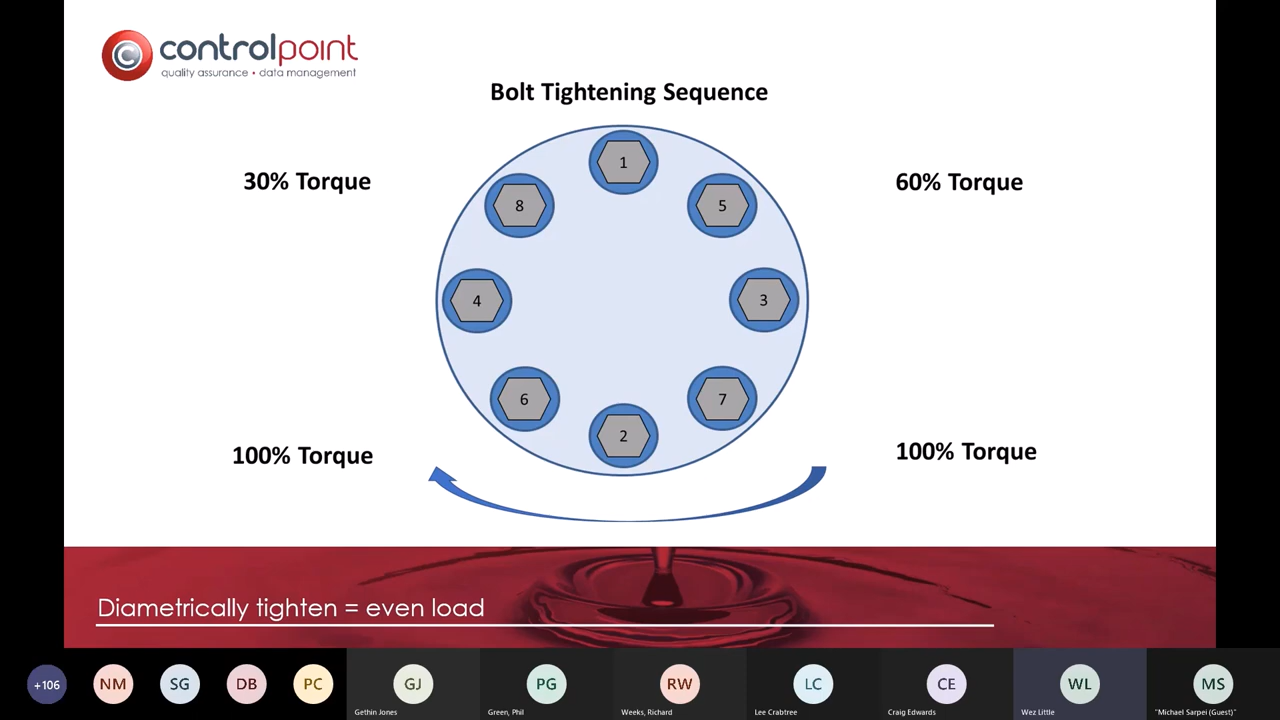 controlpoint
quality assurance • data management
Bolt Tightening Sequence
30% Torque
60% Torque
1
8
5
4
3
6
7
2
100% Torque
100% Torque
Diametrically tighten = even load
+106
NM
SG
DB
PC
GJ
PG
RW
LC
CE
WL
MS
Gethin Jones
Green, Phil
Weeks, Richard
Lee Crabtree
Craig Edwards
Wez Little
"Michael Sarpei (Guest)"